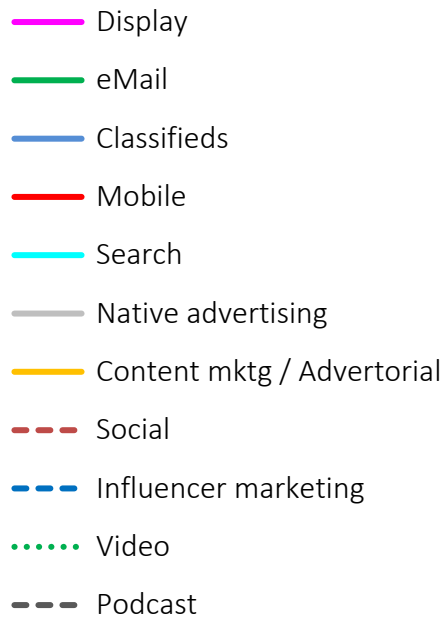 Display
eMail
Classifieds
Mobile
Search
Native advertising
Content mktg / Advertorial
Social
Influencer marketing
Video
Podcast